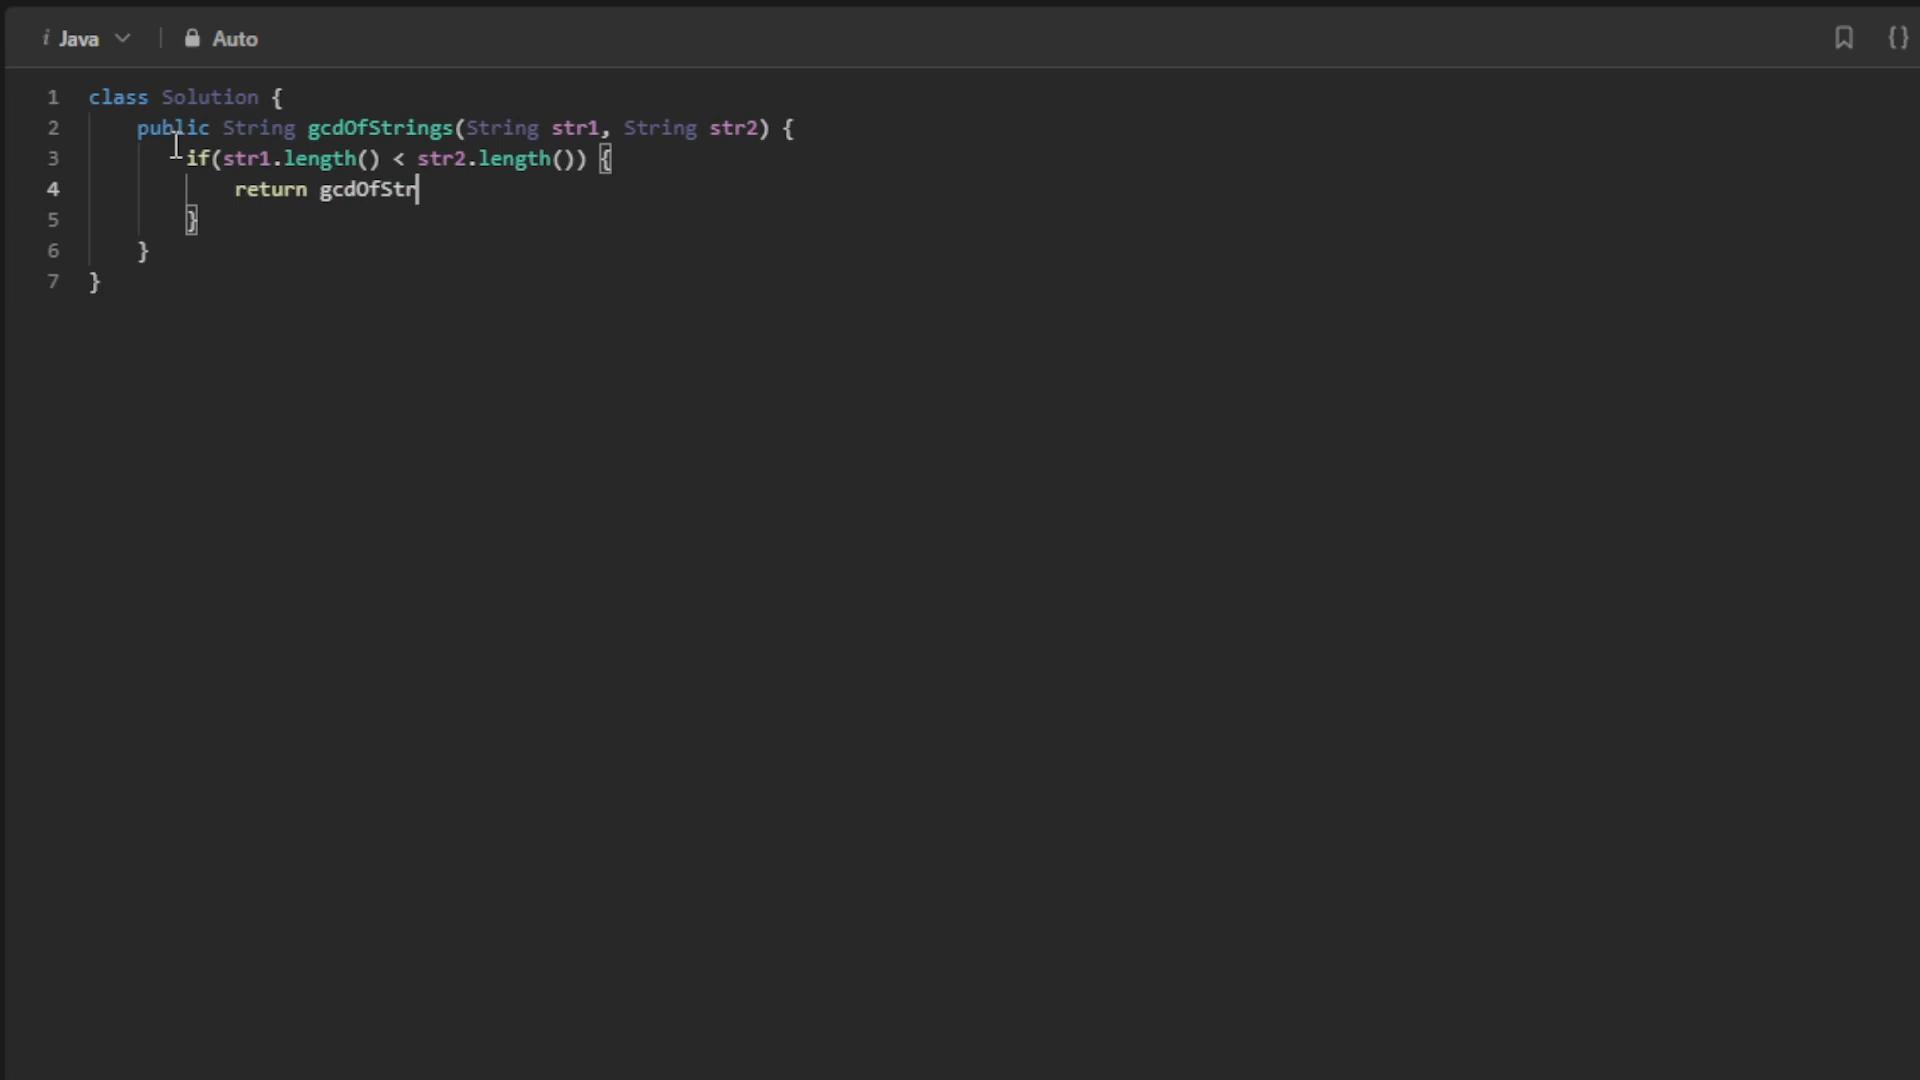 i Java Auto
{}
1 class Solution {
2 public String gcdOfStrings(String str1, String str2) {
3 if(str1.length() < str2.length()) {
4 return gcdOfStr
5 }
6 }
7 }